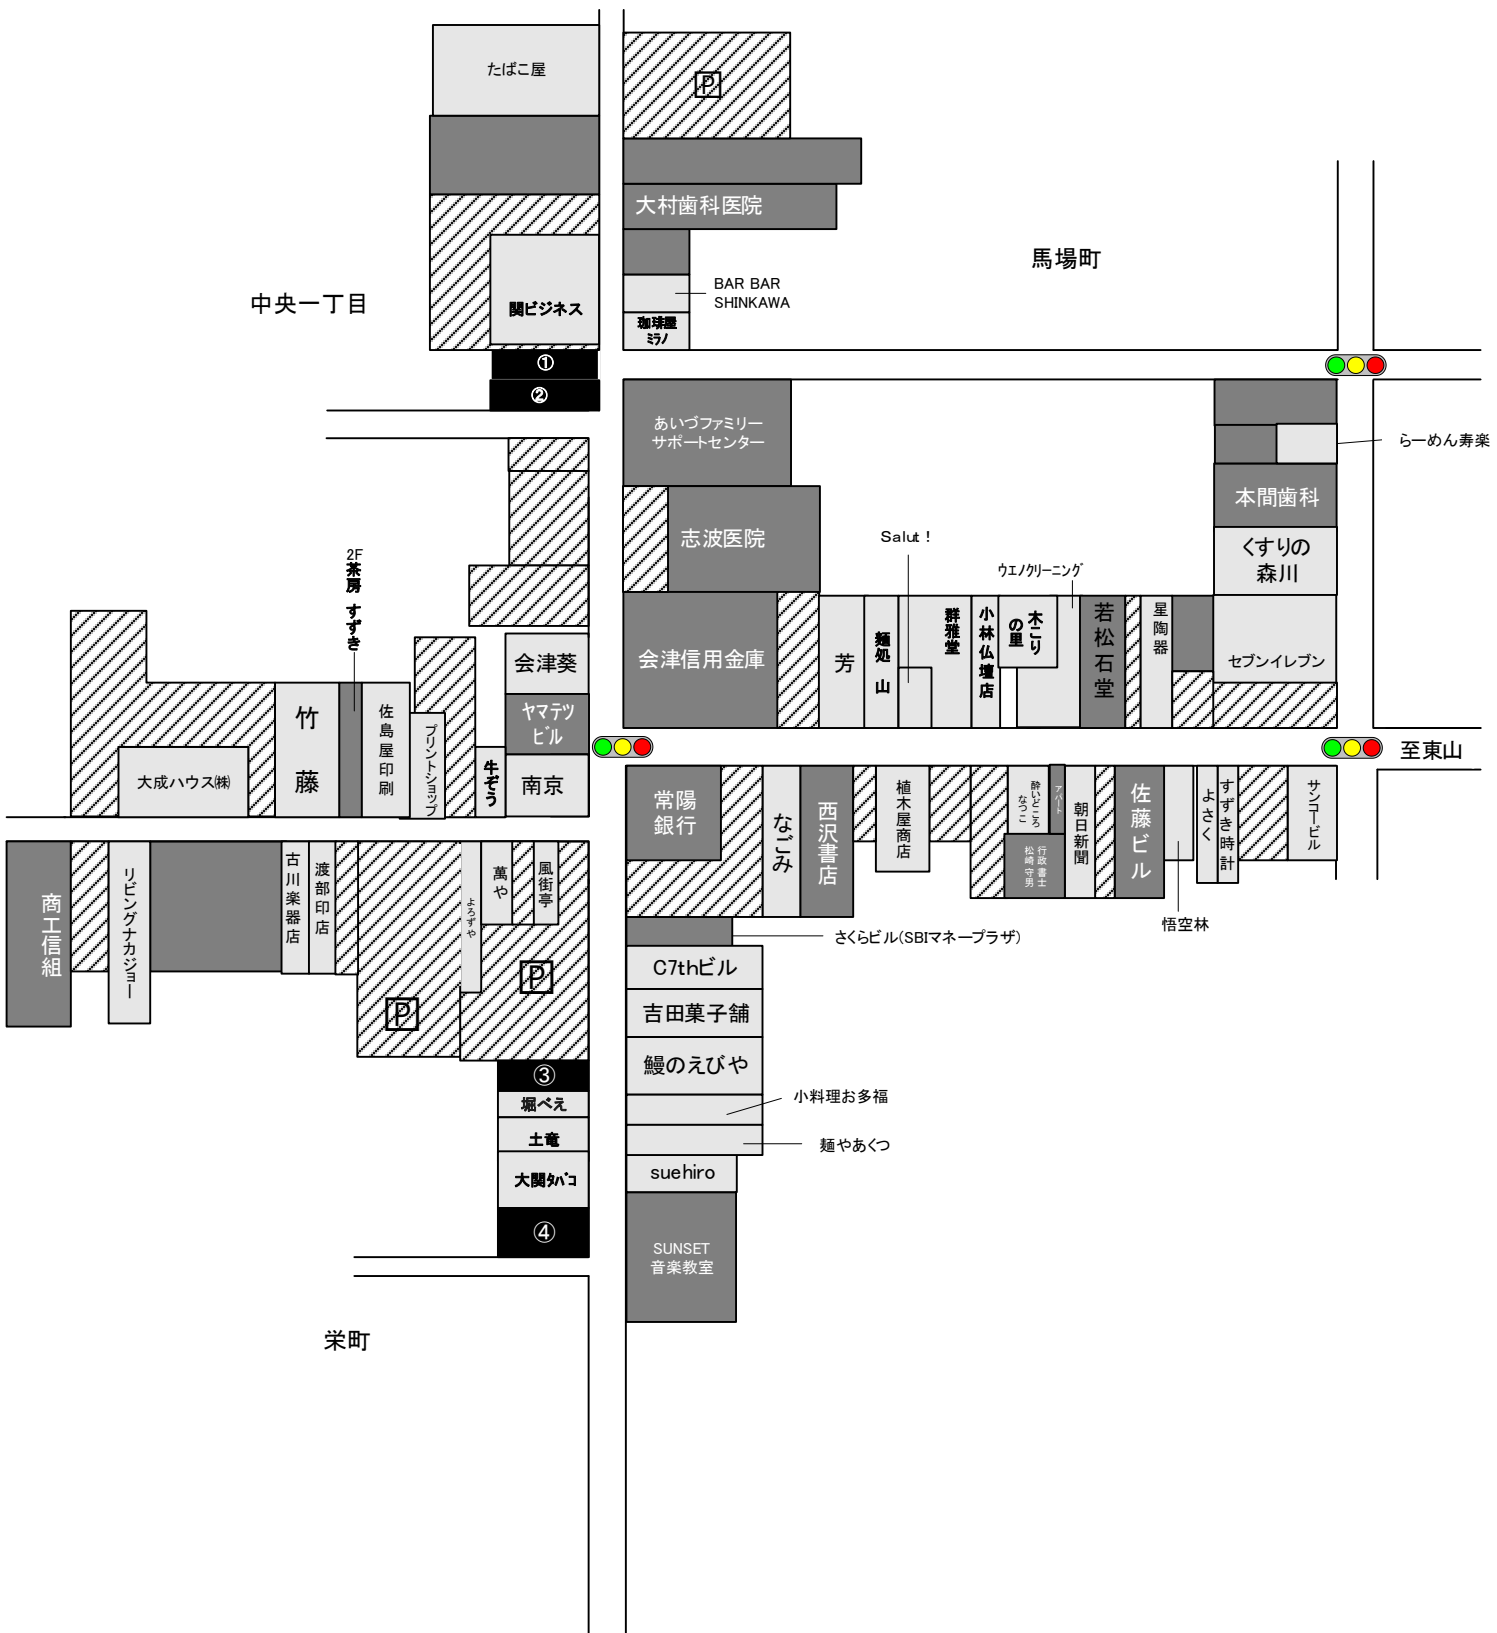 たばこ屋
P
大村歯科医院
馬場町
中央一丁目
関ビジネス
BAR BAR
SHINKAWA
珈琲屋
ミラノ
①
②
あいづファミリー
サポートセンター
らーめん寿楽
本間歯科
志波医院
Salut！
くすりの
森川
2F
茶房 すずき
ウエノクリーニング
会津信用金庫
芳
麺処 山
群雅堂
小林仏壇店
木こり
の里
若松石堂
星陶器
セブンイレブン
会津葵
ヤマテツ
ビル
南京
牛ぞう
プリントショップ
佐島屋印刷
竹藤
大成ハウス㈱
至東山
常陽
銀行
なごみ
西沢書店
植木屋商店
酔いどころ
なつこ
アパート
行政書士
松崎守男
朝日新聞
佐藤ビル
悟空林
よさく
すずき時計
サンコービル
商工信組
リビングナカジョー
古川楽器店
渡部印店
よろずや
萬や
風街亭
P
P
さくらビル(SBIマネープラザ)
C7thビル
吉田菓子舗
鰻のえびや
小料理お多福
麺やあくつ
suehiro
SUNSET
音楽教室
③
堀べえ
土竜
大関タバコ
④
栄町